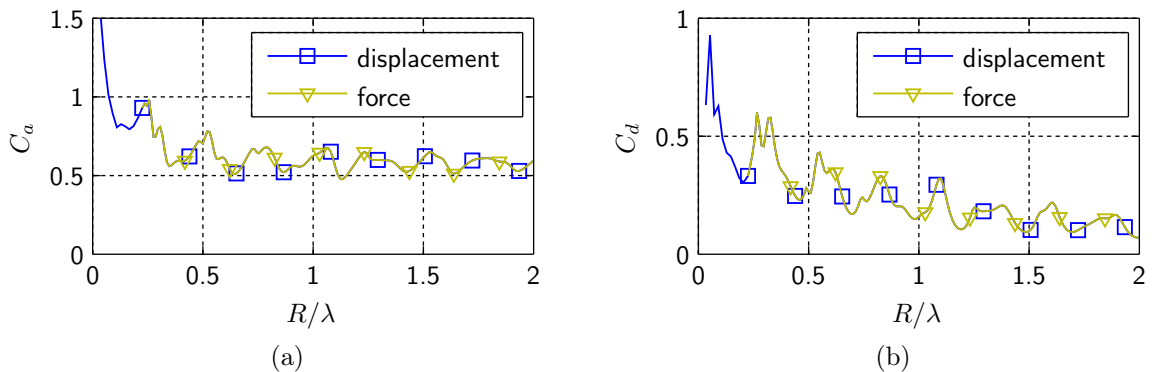 1.5
1
0.5
0
C_a
displacement
force
0 0.5 1 1.5 2
R/λ
(a)
1
0.5
0
C_d
displacement
force
0 0.5 1 1.5 2
R/λ
(b)